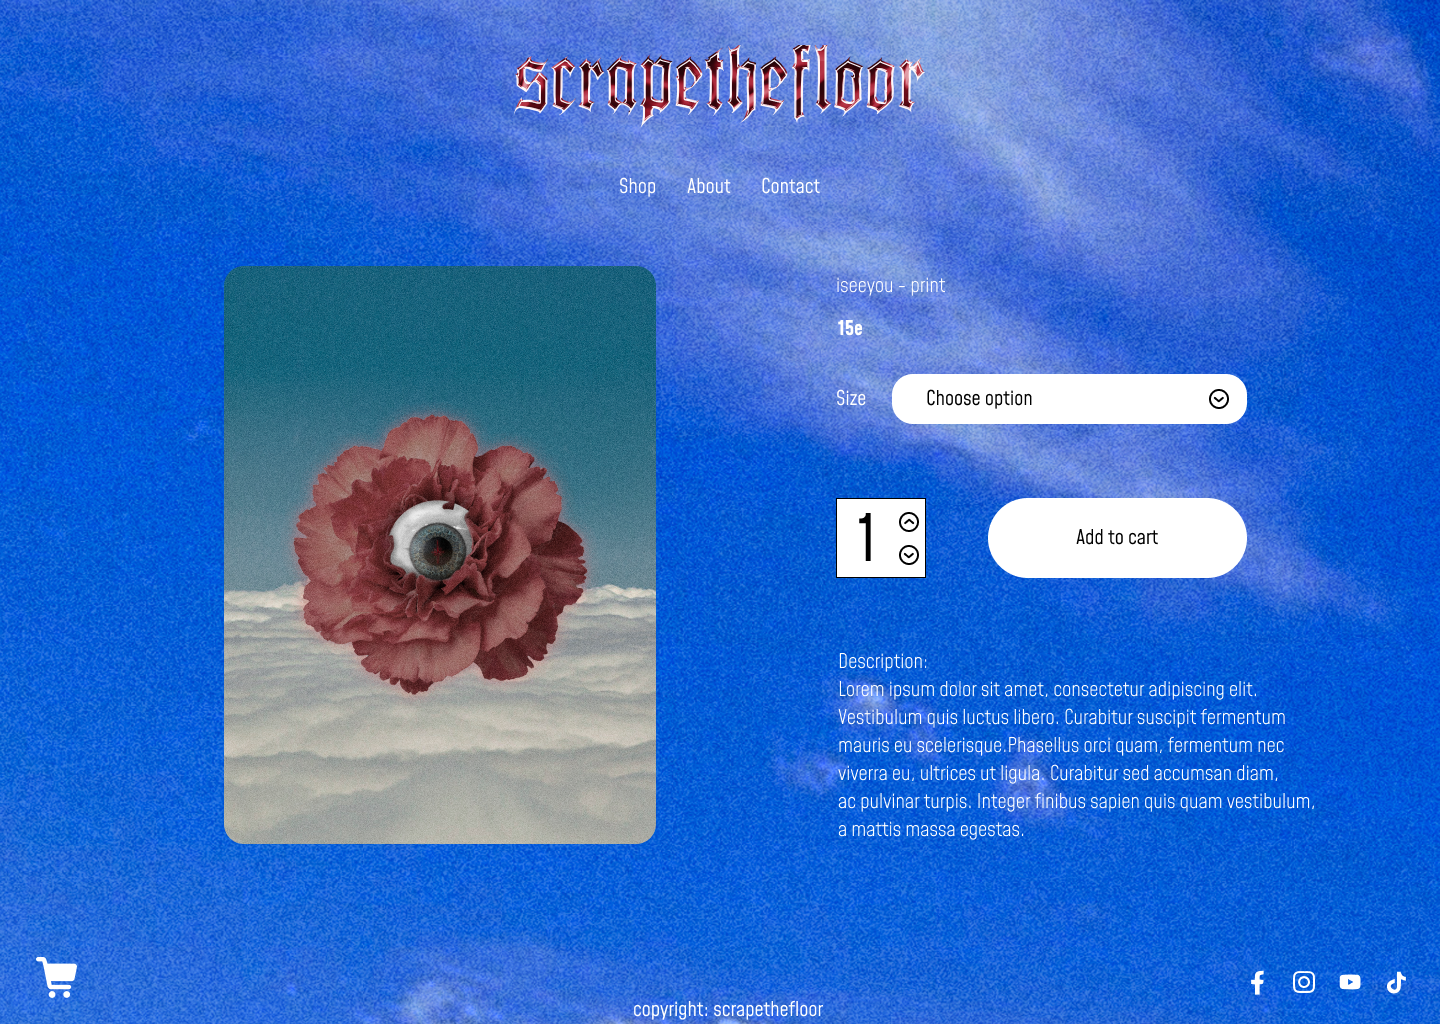 scrapethefloor
Shop About Contact
iseeyou - print
15e
Size Choose option
1
Add to cart
Description:
Lorem ipsum dolor sit amet, consectetur adipiscing elit.
Vestibulum quis luctus libero. Curabitur suscipit fermentum
mauris eu scelerisque.Phasellus orci quam, fermentum nec
viverra eu, ultrices ut ligula. Curabitur sed accumsan diam,
ac pulvinar turpis. Integer finibus sapien quis quam vestibulum,
a mattis massa egestas.
copyright: scrapethefloor